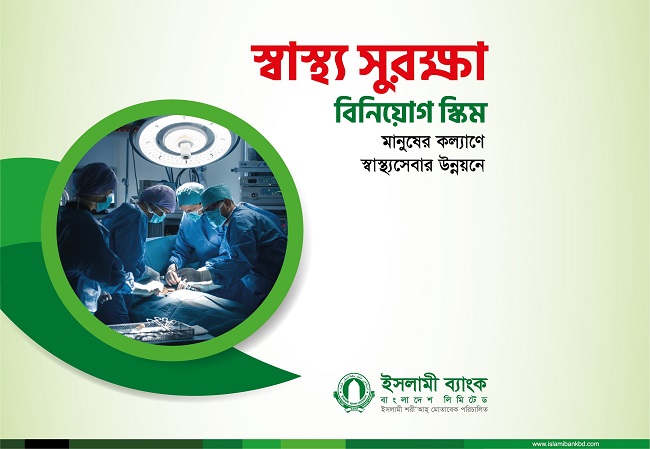 স্বাস্থ্য সুরক্ষা
বিনিয়োগ স্কিম
মানুষের কল্যাণে
স্বাস্থ্যসেবার উন্নয়নে
ইসলামী ব্যাংক
বাংলাদেশ লিমিটেড
ইসলামী শরী'আহ্ মোতাবেক পরিচালিত
www.islamibankbd.com